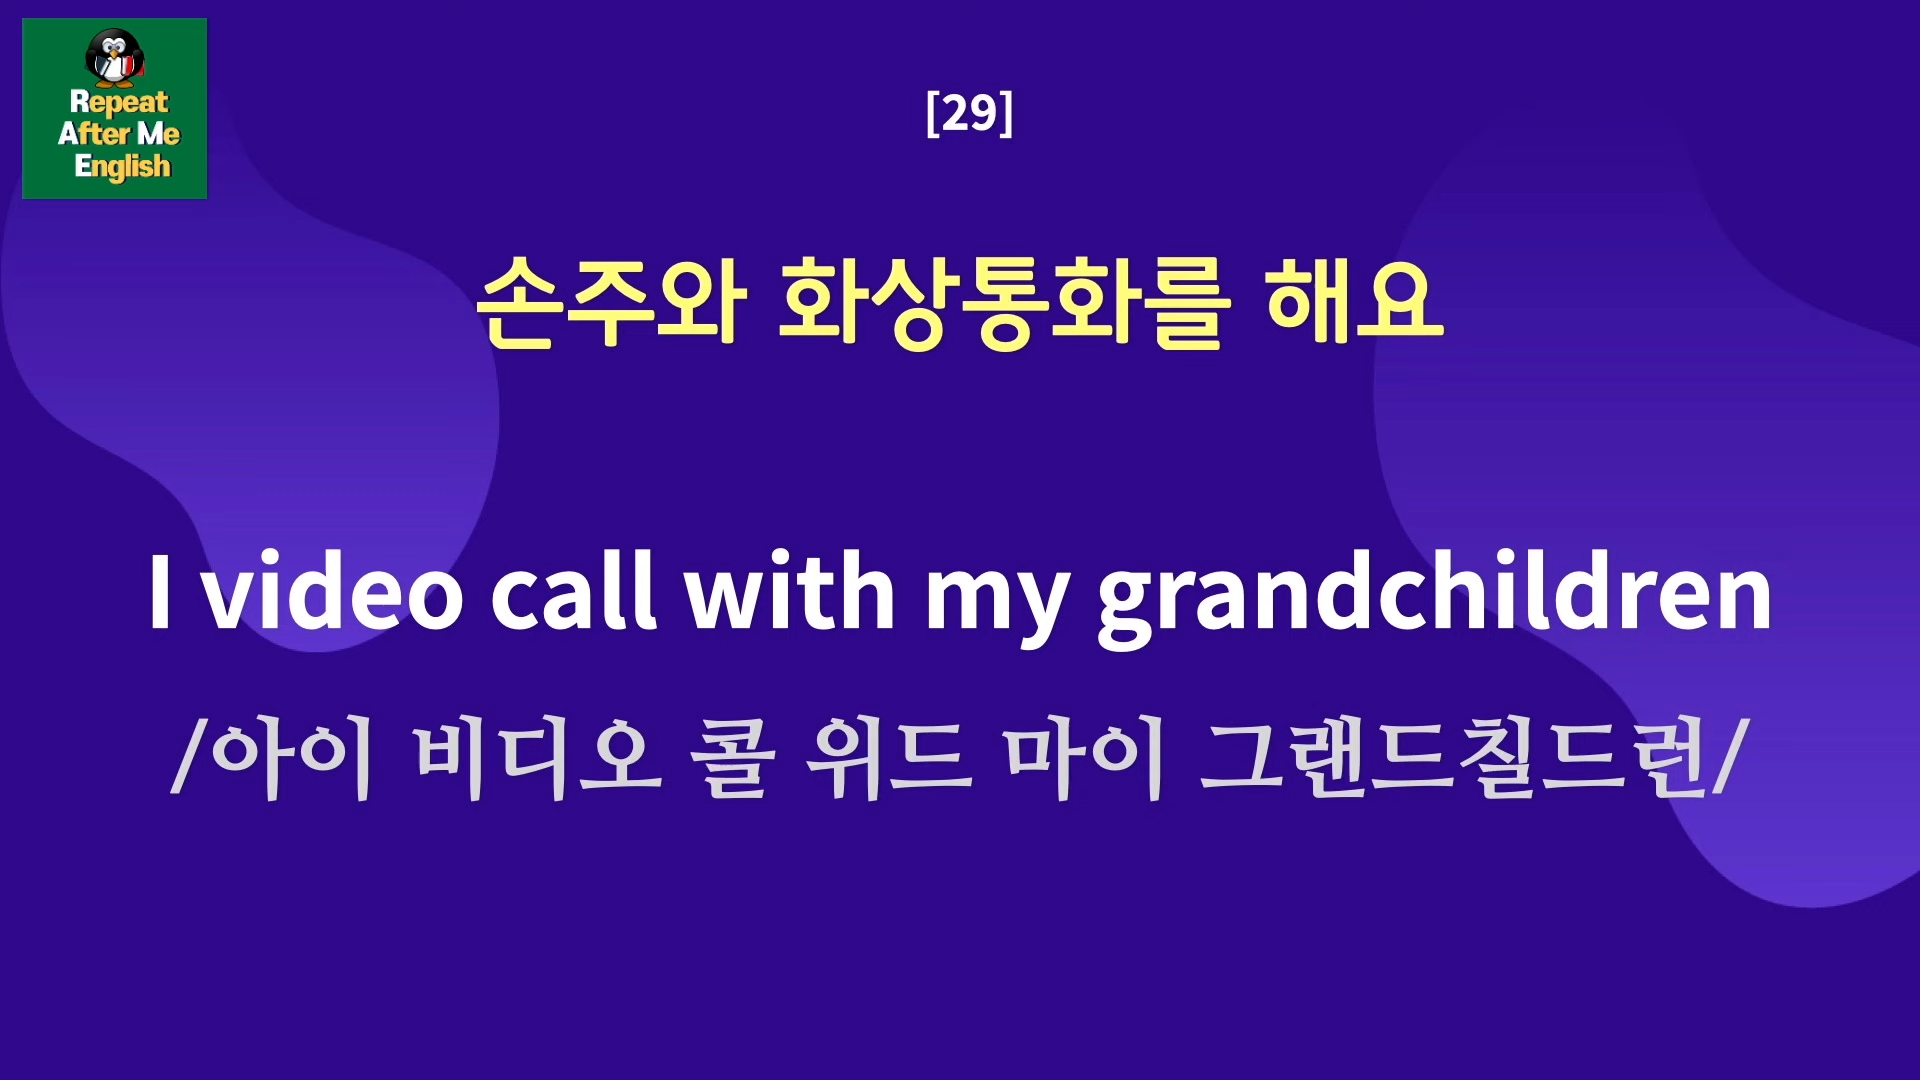 Repeat
After Me
English
[29]
손주와 화상통화를 해요
I video call with my grandchildren
/아이 비디오 콜 위드 마이 그랜드칠드런/